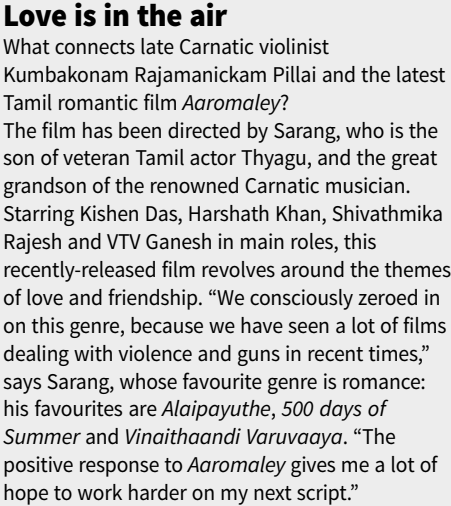 Love is in the air
What connects late Carnatic violinist
Kumbakonam Rajamanickam Pillai and the latest
Tamil romantic film Aaromaley?
The film has been directed by Sarang, who is the
son of veteran Tamil actor Thyagu, and the great
grandson of the renowned Carnatic musician.
Starring Kishen Das, Harshath Khan, Shivathmika
Rajesh and VTV Ganesh in main roles, this
recently-released film revolves around the themes
of love and friendship. “We consciously zeroed in
on this genre, because we have seen a lot of films
dealing with violence and guns in recent times,”
says Sarang, whose favourite genre is romance:
his favourites are Alaipayuthe, 500 days of
Summer and Vinaithaandi Varuvaaya. “The
positive response to Aaromaley gives me a lot of
hope to work harder on my next script.”